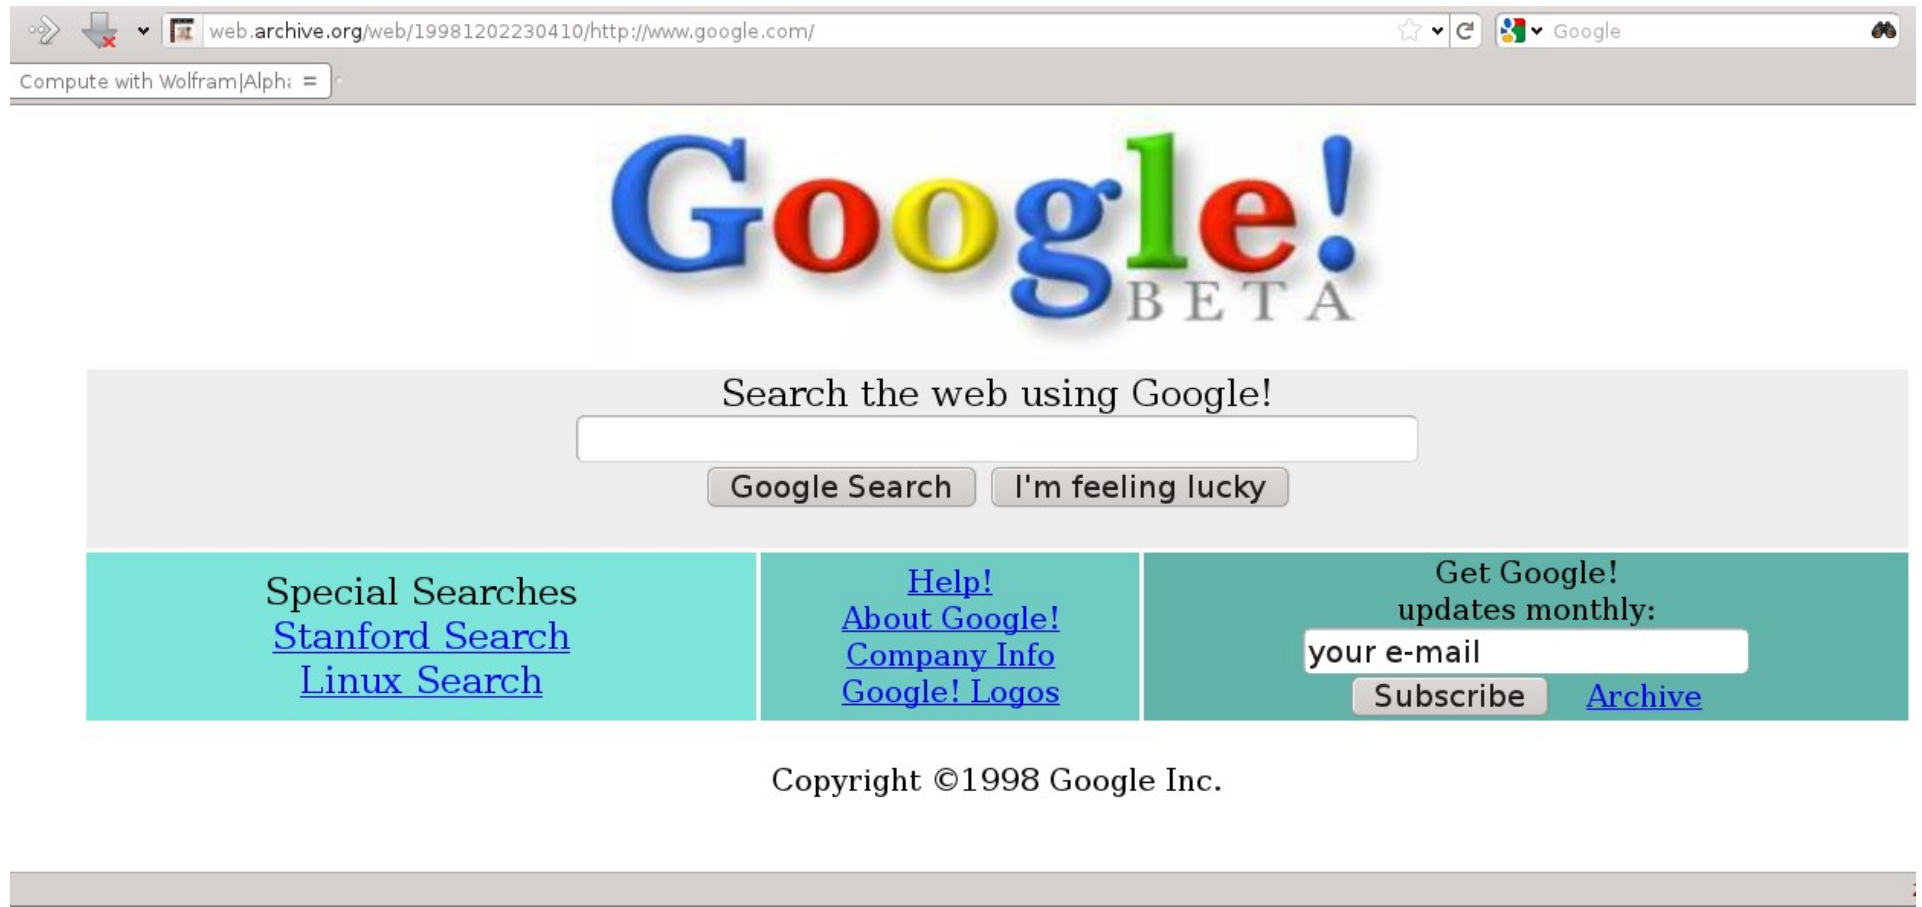 web.archive.org/web/19981202230410/http://www.google.com/
Google
Compute with Wolfram|Alpha =
Google!
BETA
Search the web using Google!
Google Search I'm feeling lucky
Special Searches
Stanford Search
Linux Search
Help!
About Google!
Company Info
Google! Logos
Get Google!
updates monthly:
your e-mail
Subscribe Archive
Copyright ©1998 Google Inc.